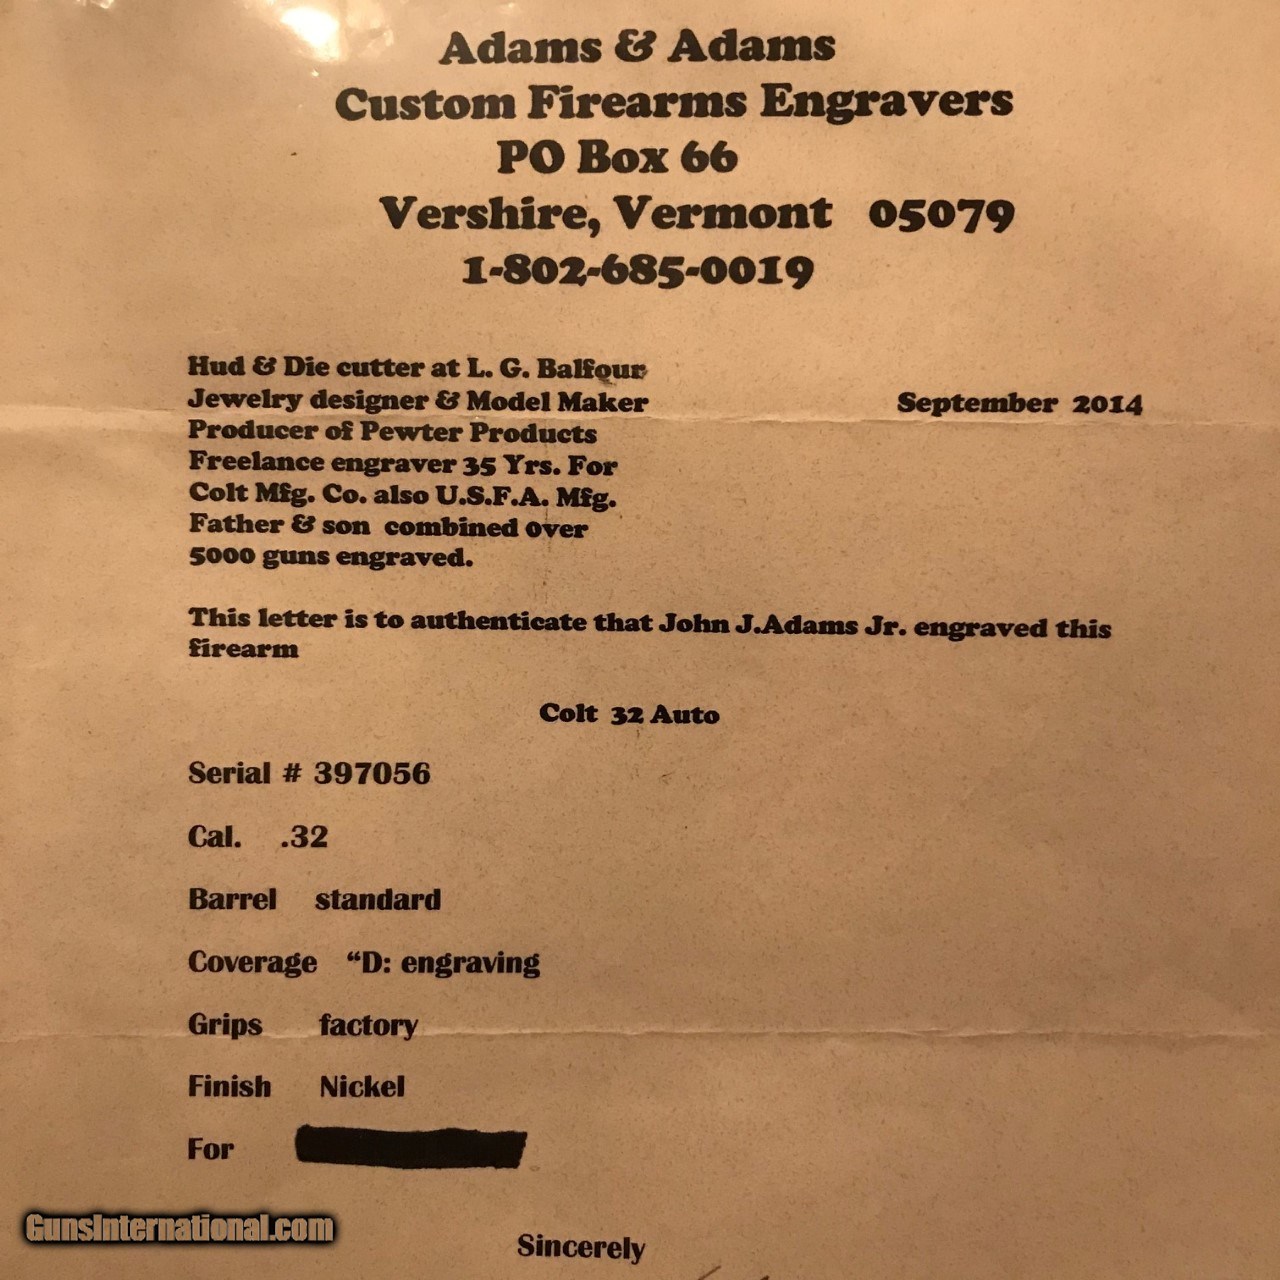 Adams & Adams
Custom Firearms Engravers
PO Box 66
Vershire, Vermont 05079
1-802-685-0019
Hud & Die cutter at L. G. Balfour
Jewelry designer & Model Maker September 2014
Producer of Pewter Products
Freelance engraver 35 Yrs. For
Colt Mfg. Co. also U.S.F.A. Mfg.
Father & son combined over
5000 guns engraved.
This letter is to authenticate that John J.Adams Jr. engraved this
firearm
Colt 32 Auto
Serial # 397056
Cal. .32
Barrel standard
Coverage “D: engraving
Grips factory
Finish Nickel
For
Sincerely
GunsInternational.com